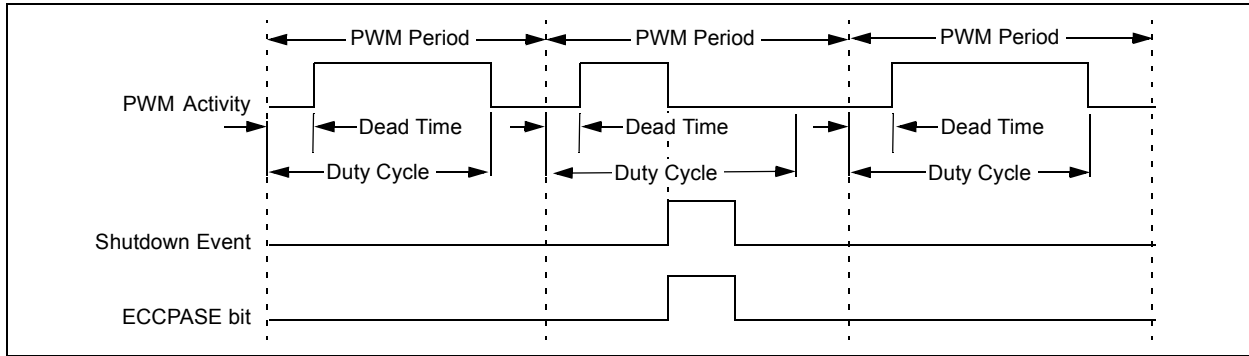 PWM Period PWM Period PWM Period
PWM Activity
Dead Time Dead Time Dead Time
Duty Cycle Duty Cycle Duty Cycle
Shutdown Event
ECCPASE bit